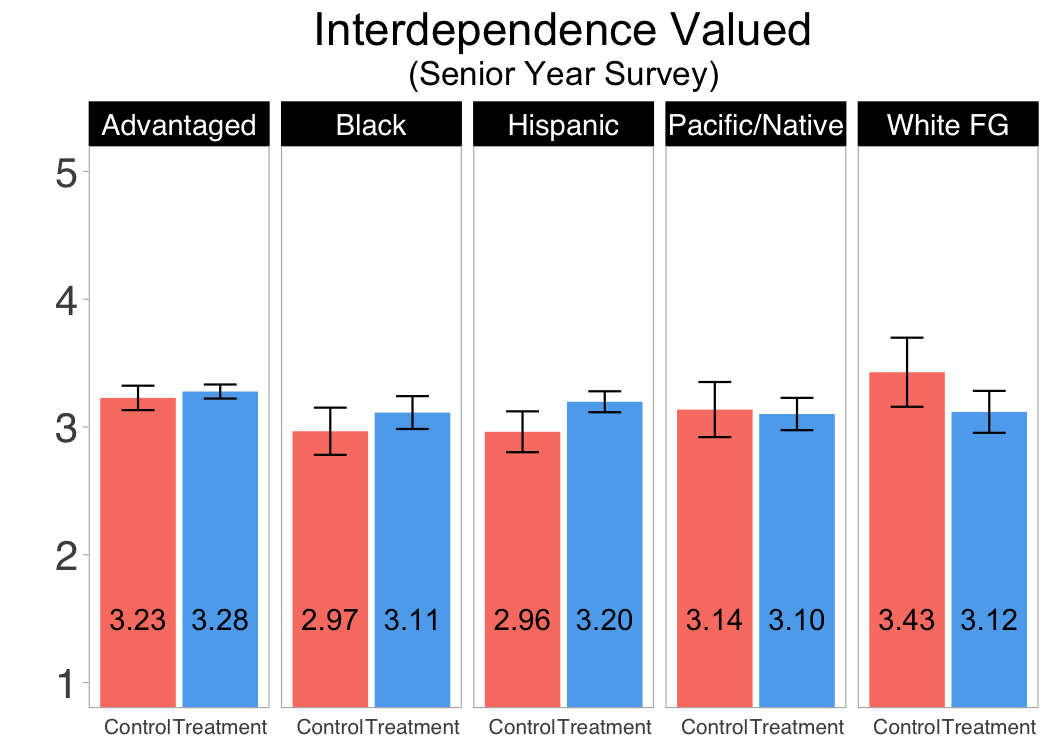 Interdependence Valued
(Senior Year Survey)
Advantaged Black Hispanic Pacific/Native White FG
5
4
3
2
3.23 3.28 2.97 3.11 2.96 3.20 3.14 3.10 3.43 3.12
1
Control Treatment Control Treatment Control Treatment Control Treatment Control Treatment